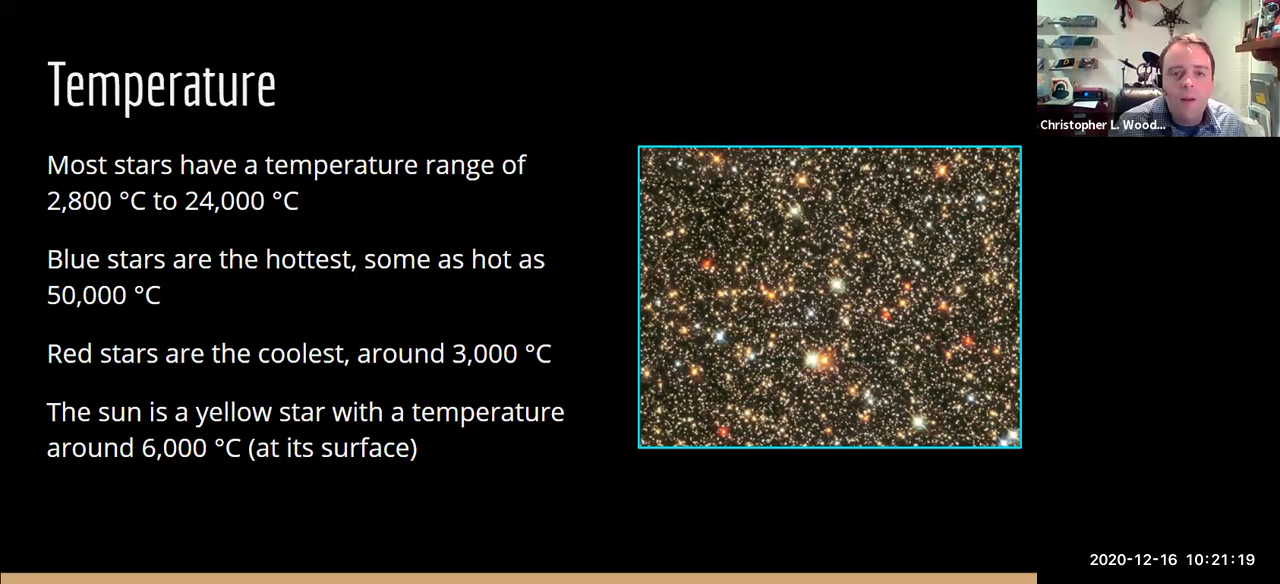 Temperature
Most stars have a temperature range of
2,800 °C to 24,000 °C
Blue stars are the hottest, some as hot as
50,000 °C
Red stars are the coolest, around 3,000 °C
The sun is a yellow star with a temperature
around 6,000 °C (at its surface)
Christopher L. Wood...
2020-12-16 10:21:19